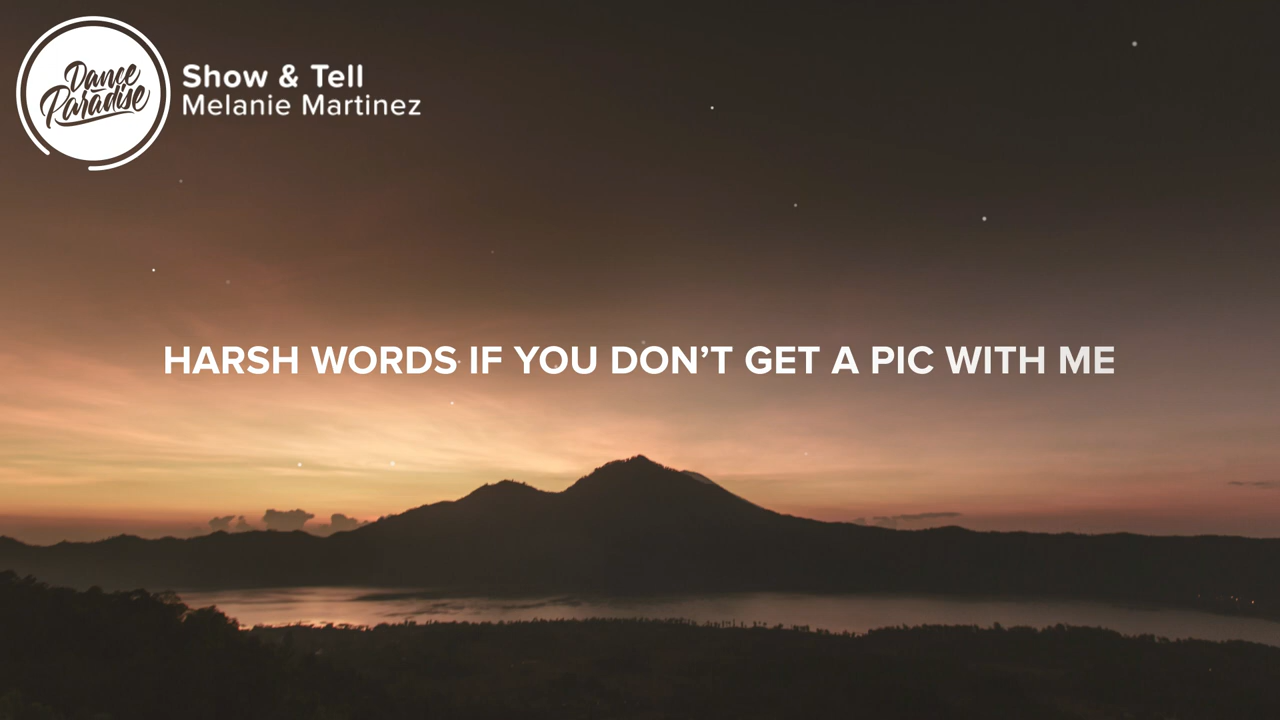 Dance
Paradise
Show & Tell
Melanie Martinez
HARSH WORDS IF YOU DON’T GET A PIC WITH ME